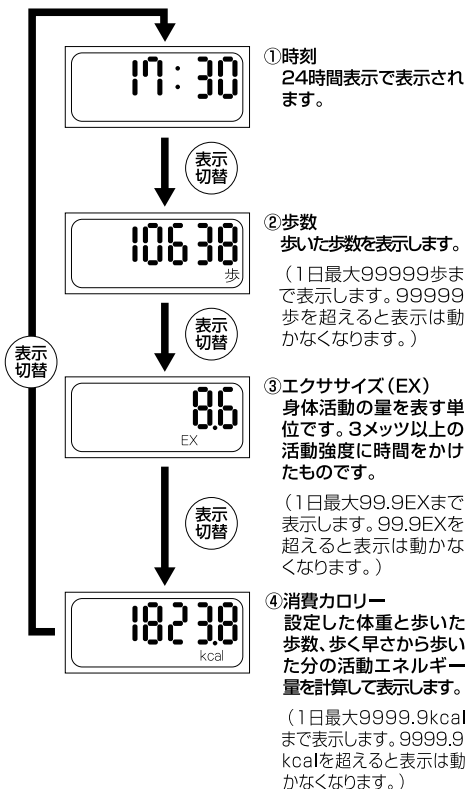 17:30
①時刻
24時間表示で表示され
ます。
表示
切替
10638
歩
②歩数
歩いた歩数を表示します。
（1日最大99999歩ま
で表示します。99999
歩を超えると表示は動
かなくなります。）
表示
切替
表示
切替
8.6
EX
③エクササイズ（EX）
身体活動の量を表す単
位です。3メッツ以上の
活動強度に時間をかけ
たものです。
（1日最大99.9EXまで
表示します。99.9EXを
超えると表示は動かな
くなります。）
表示
切替
1823.8
kcal
④消費カロリー
設定した体重と歩いた
歩数、歩く早さから歩い
た分の活動エネルギー
量を計算して表示します。
（1日最大9999.9kcal
まで表示します。9999.9
kcalを超えると表示は動
かなくなります。）